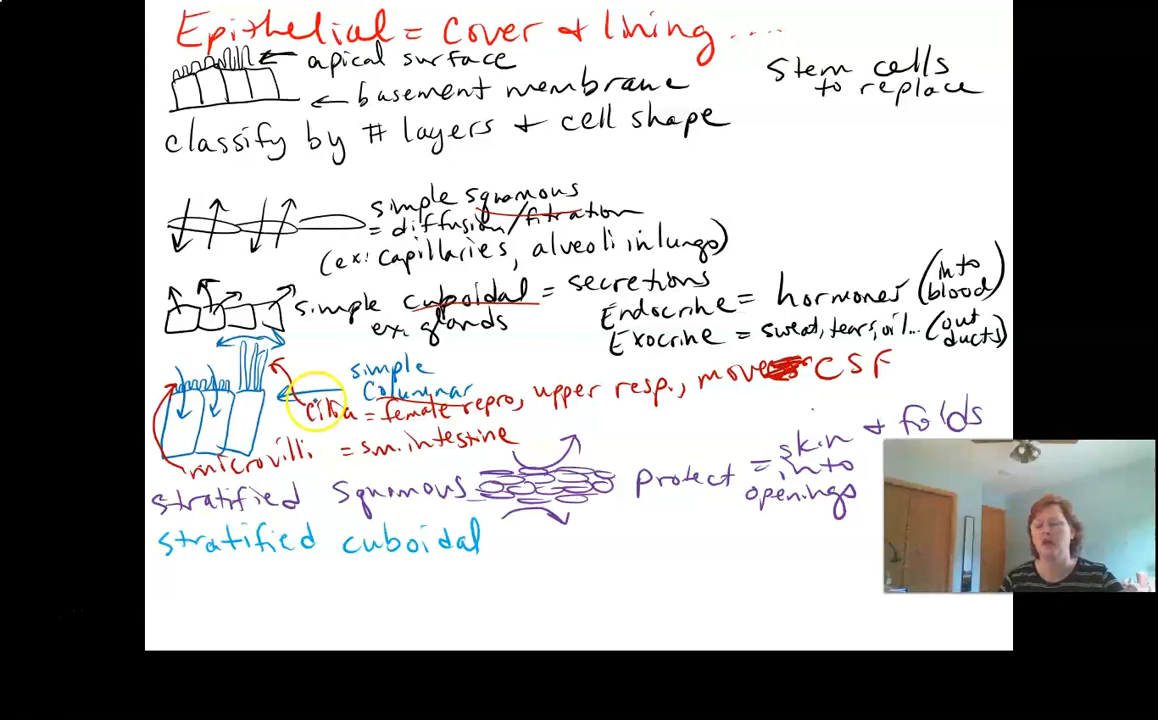 Epithelial = cover + lining ....
← apical surface
← basement membrane
stem cells
to replace
classify by # layers + cell shape
simple squamous
= diffusion/fitration
(ex: capillaries, alveoli in lungs)
simple cuboidal = secretions
ex: glands
Endocrine = hormones (into
blood)
Exocrine = sweat, tears, oil... (out
ducts)
simple
Columnar
cilia = female repro, upper resp., move CSF
microvilli = sm. intestine
stratified squamous
protect = skin + folds
into
openings
stratified cuboidal